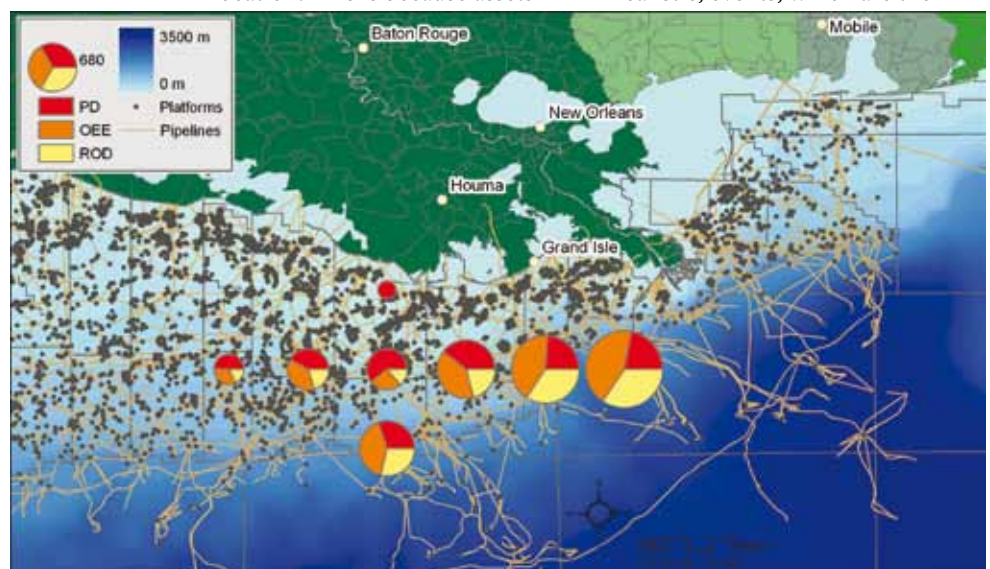 680
3500 m
0 m
PD
OEE
ROD
Platforms
Pipelines
Baton Rouge
Mobile
New Orleans
Houma
Grand Isle